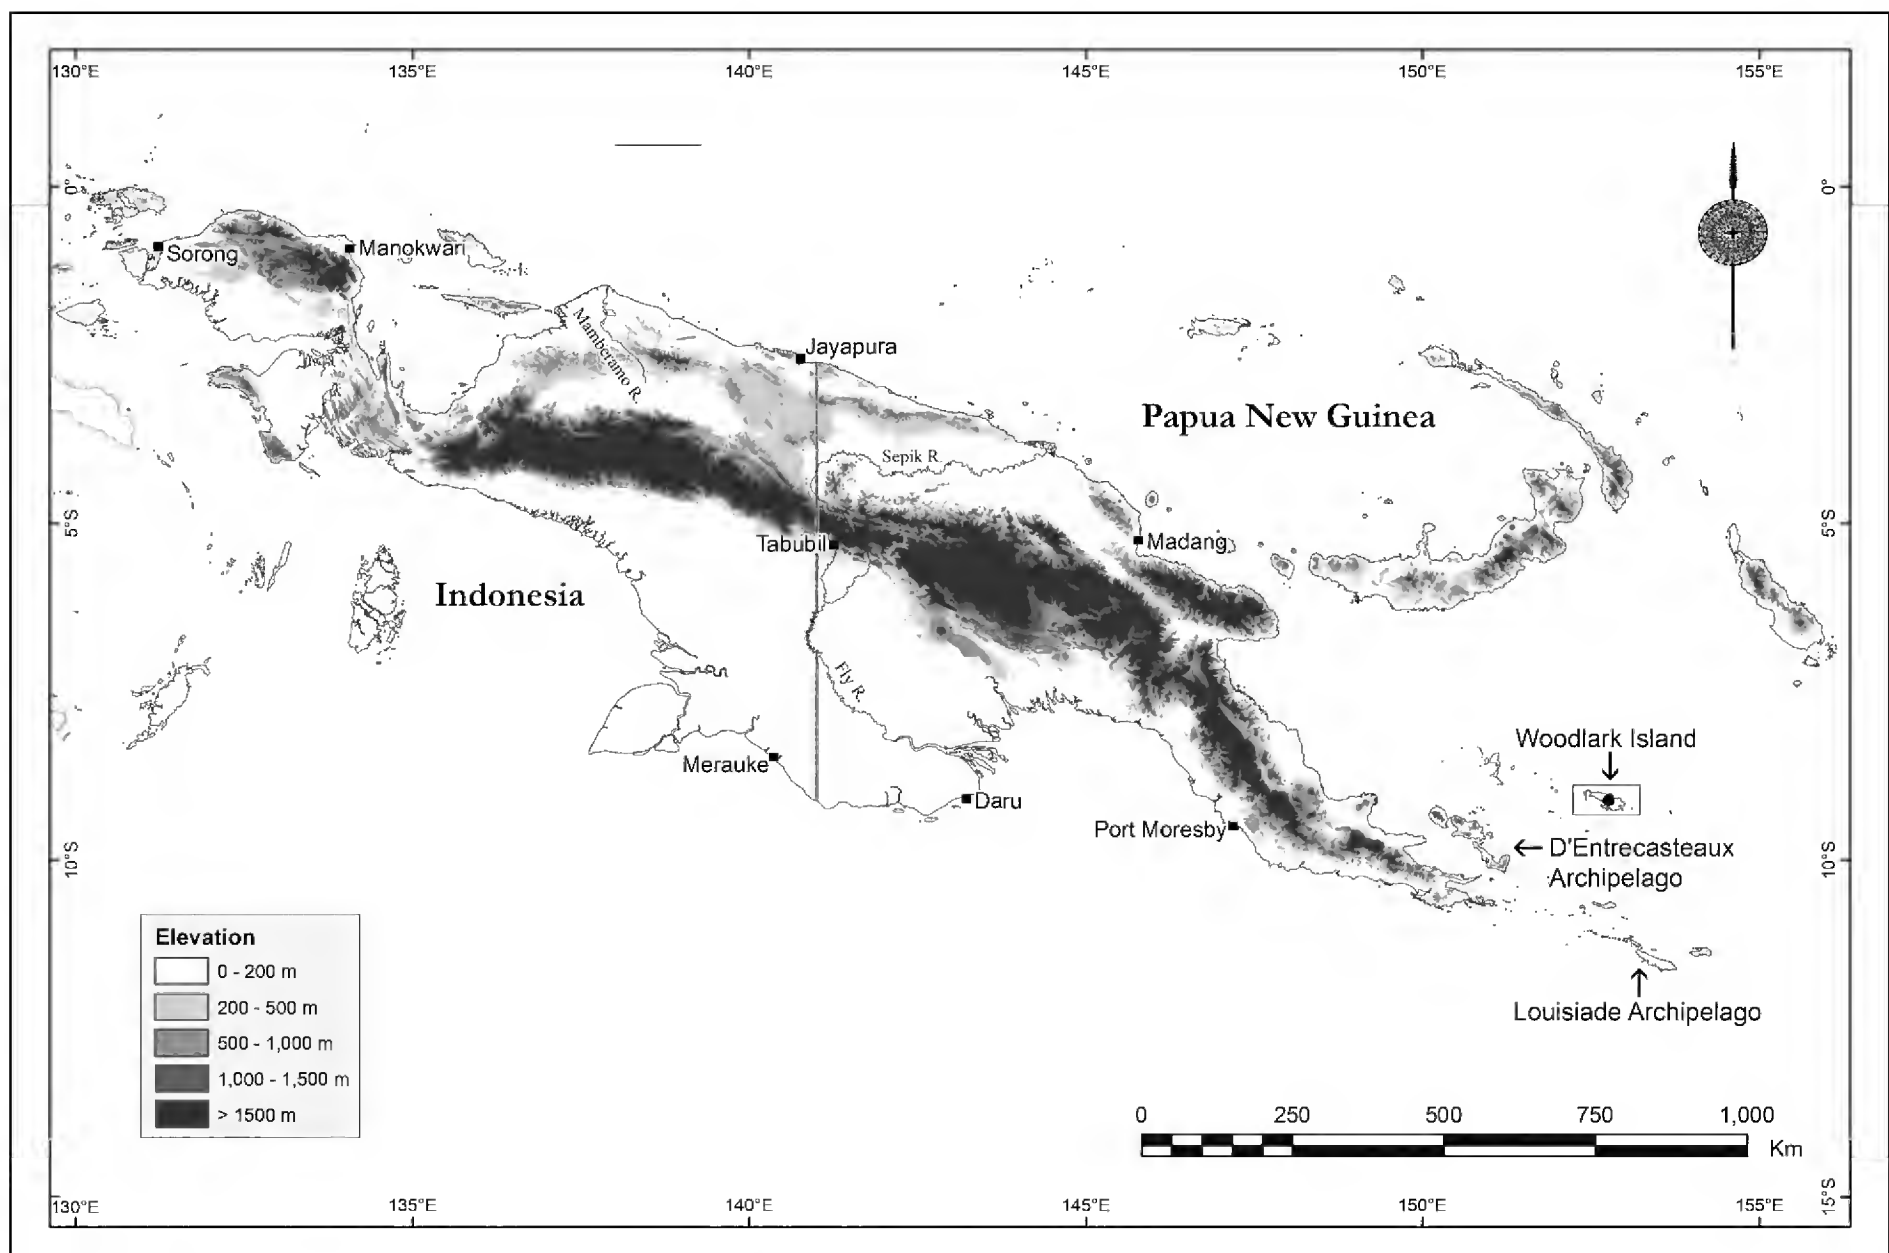 130°E 135°E 140°E 145°E 150°E 155°E
0° 0°
Sorong
Manokwari
Mamberamo R.
Jayapura
Papua New Guinea
Sepik R.
5°S 5°S
Tabubil
Madang
Indonesia
Fly R.
Woodlark Island
Merauke
Daru
Port Moresby
D'Entrecasteaux
Archipelago
10°S 10°S
Louisiade Archipelago
Elevation
0 - 200 m
200 - 500 m
500 - 1,000 m
1,000 - 1,500 m
> 1500 m
0 250 500 750 1,000
Km
15°S
130°E 135°E 140°E 145°E 150°E 155°E